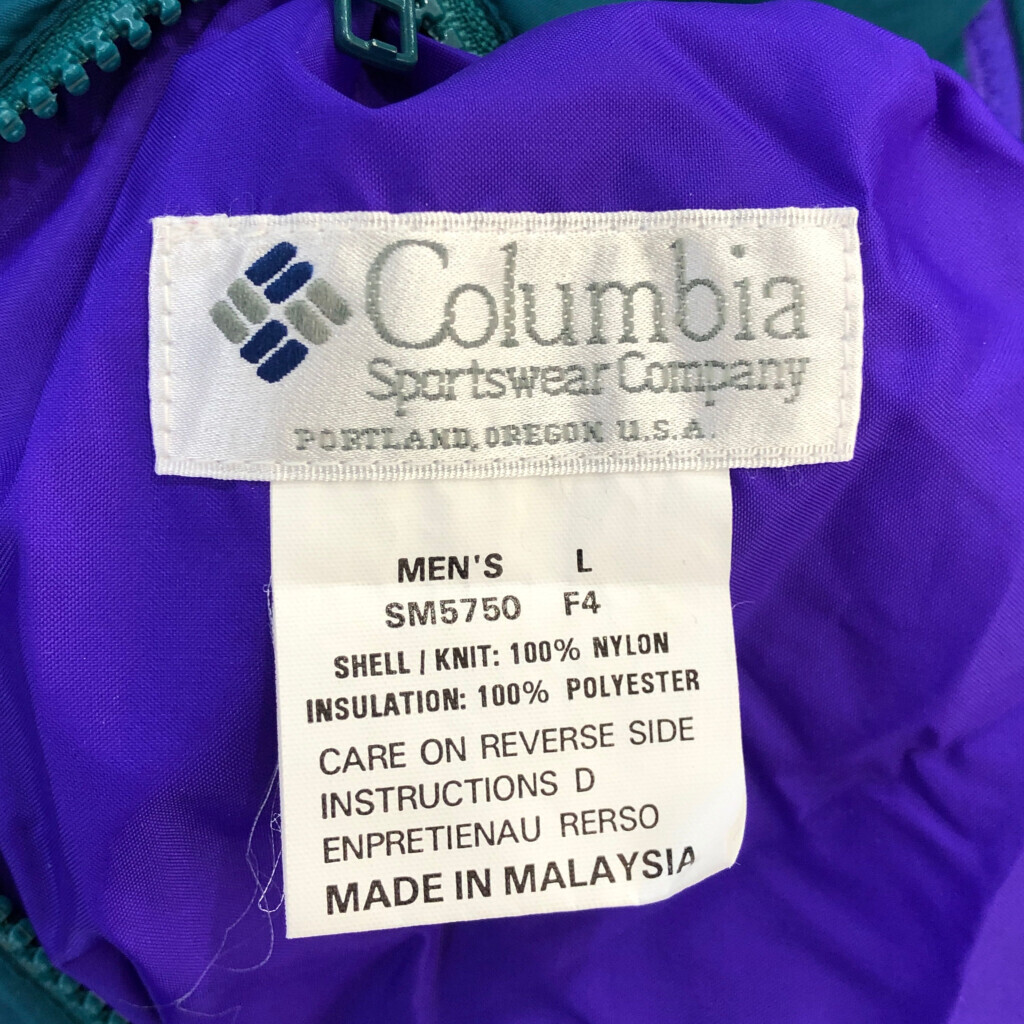 Columbia
Sportswear Company
PORTLAND, OREGON U.S.A.
MEN'S L
SM5750 F4
SHELL / KNIT: 100% NYLON
INSULATION: 100% POLYESTER
CARE ON REVERSE SIDE
INSTRUCTIONS D
ENPRETIENAU RERSO
MADE IN MALAYSIA